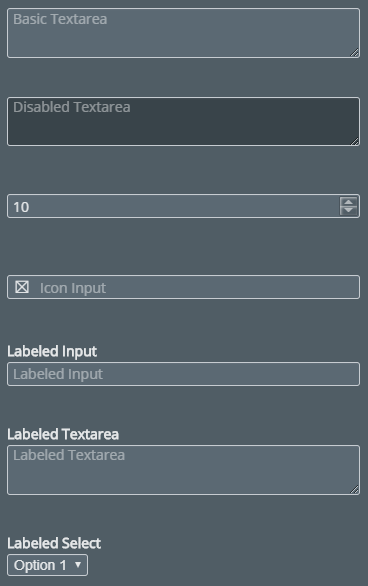 Basic Textarea
Disabled Textarea
10
Icon Input
Labeled Input
Labeled Input
Labeled Textarea
Labeled Textarea
Labeled Select
Option 1